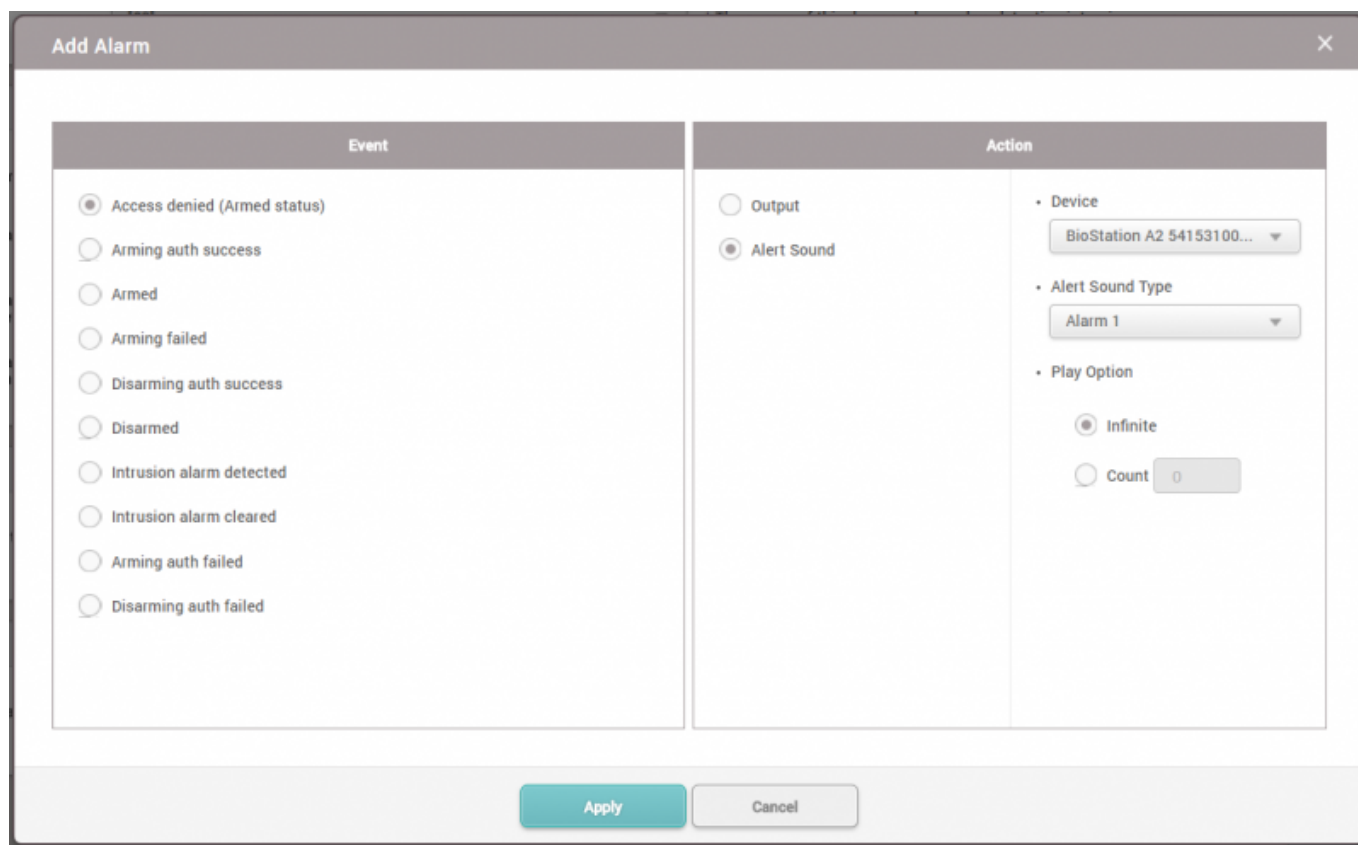 Add Alarm
Event
Action
Access denied (Armed status)
Arming auth success
Armed
Arming failed
Disarming auth success
Disarmed
Intrusion alarm detected
Intrusion alarm cleared
Arming auth failed
Disarming auth failed
Output
Alert Sound
• Device
BioStation A2 54153100...
• Alert Sound Type
Alarm 1
• Play Option
Infinite
Count 0
Apply
Cancel